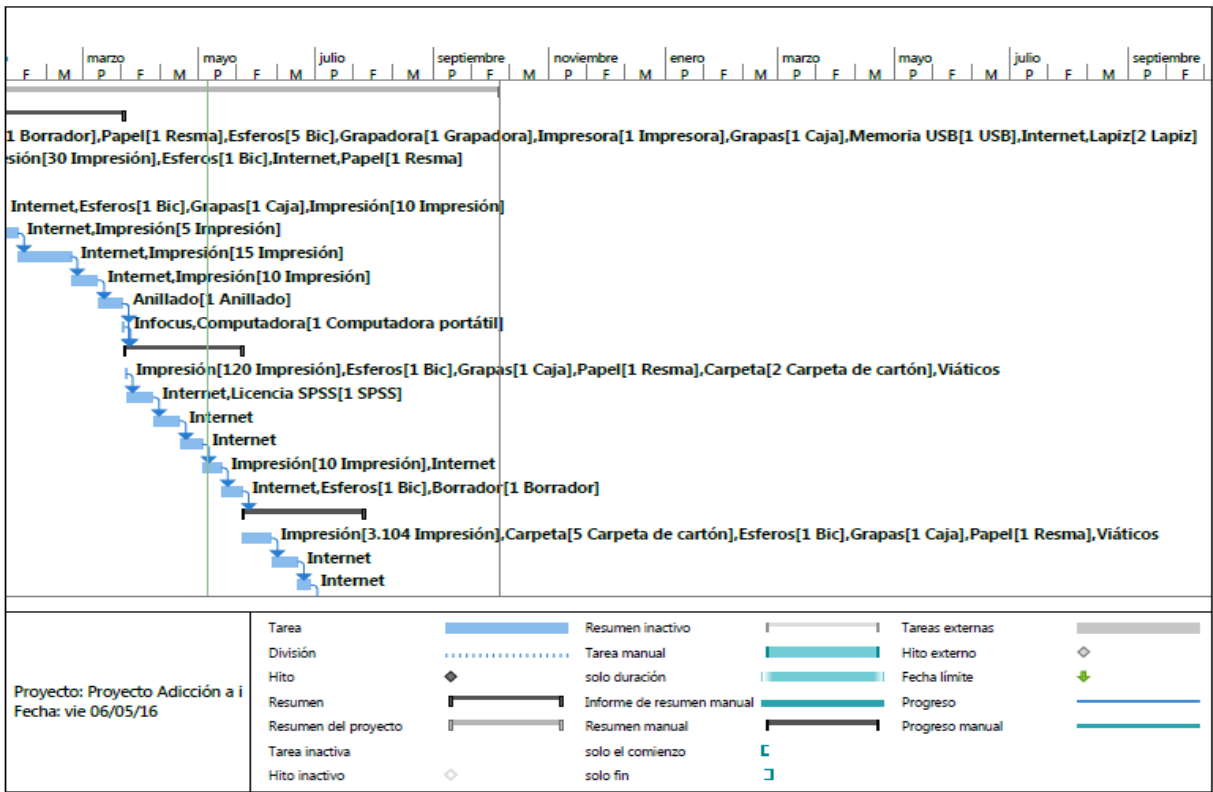 marzo mayo julio septiembre noviembre enero marzo mayo julio septiembre
F M P F M P F M P F M P F M P F M P F M P F M P F M P F M P F
1 Borrador],Papel[1 Resma],Esferos[5 Bic],Grapadora[1 Grapadora],Impresora[1 Impresora],Grapas[1 Caja],Memoria USB[1 USB],Internet,Lapiz[2 Lapiz]
sión[30 Impresión],Esferos[1 Bic],Internet,Papel[1 Resma]
Internet,Esferos[1 Bic],Grapas[1 Caja],Impresión[10 Impresión]
Internet,Impresión[5 Impresión]
Internet,Impresión[15 Impresión]
Internet,Impresión[10 Impresión]
Anillado[1 Anillado]
Infocus,Computadora[1 Computadora portátil]
Impresión[120 Impresión],Esferos[1 Bic],Grapas[1 Caja],Papel[1 Resma],Carpeta[2 Carpeta de cartón],Viáticos
Internet,Licencia SPSS[1 SPSS]
Internet
Internet
Impresión[10 Impresión],Internet
Internet,Esferos[1 Bic],Borrador[1 Borrador]
Impresión[3.104 Impresión],Carpeta[5 Carpeta de cartón],Esferos[1 Bic],Grapas[1 Caja],Papel[1 Resma],Viáticos
Internet
Internet
Proyecto: Proyecto Adicción a i
Fecha: vie 06/05/16
Tarea
División
Hito
Resumen
Resumen del proyecto
Tarea inactiva
Hito inactivo
Resumen inactivo
Tarea manual
solo duración
Informe de resumen manual
Resumen manual
solo el comienzo
solo fin
Tareas externas
Hito externo
Fecha límite
Progreso
Progreso manual